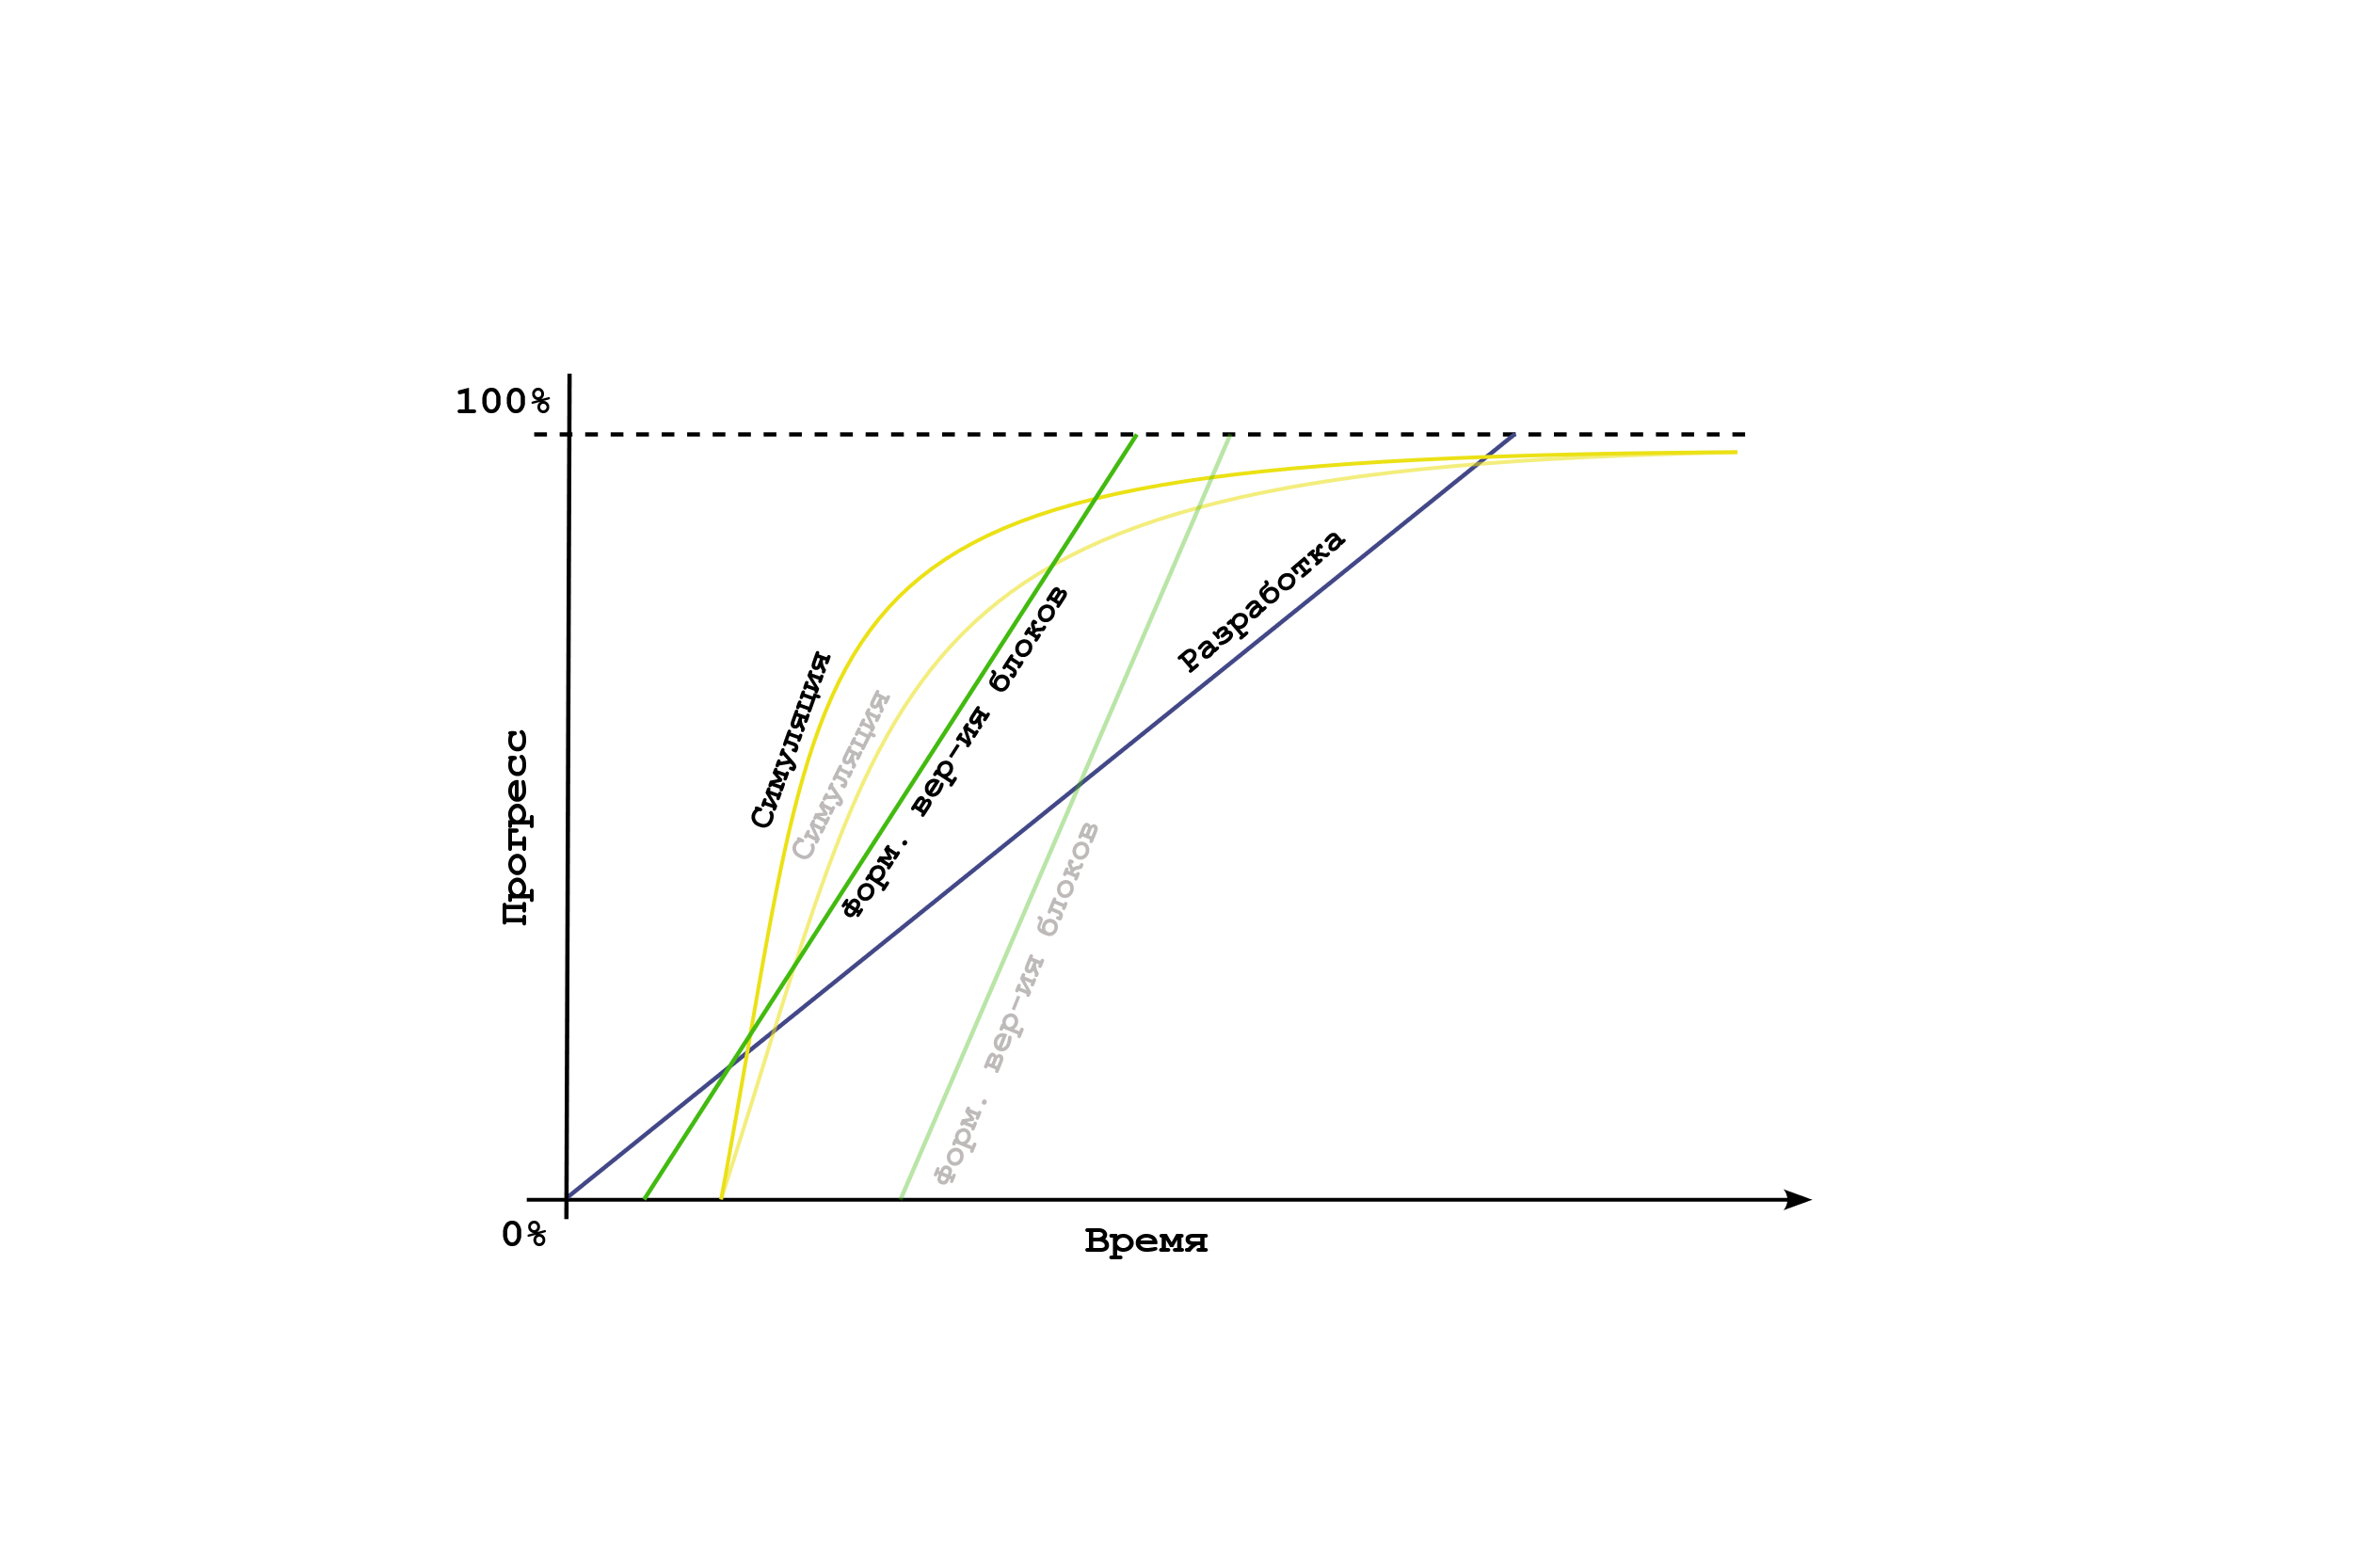 100%
Прогресс
Симуляция
Симуляция
Форм. вер-ия блоков
Форм. вер-ия блоков
Разработка
0%
Время